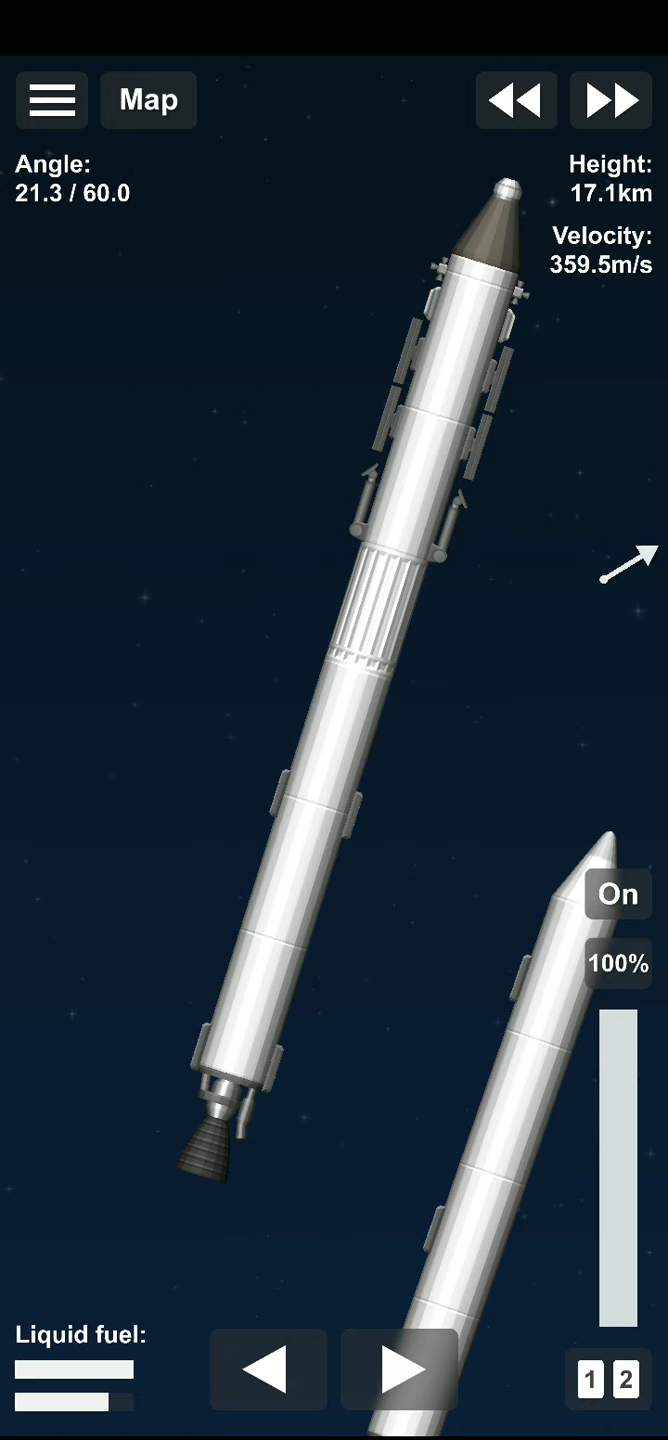 Map
Angle:
21.3 / 60.0
Height:
17.1km
Velocity:
359.5m/s
On
100%
Liquid fuel:
1 2